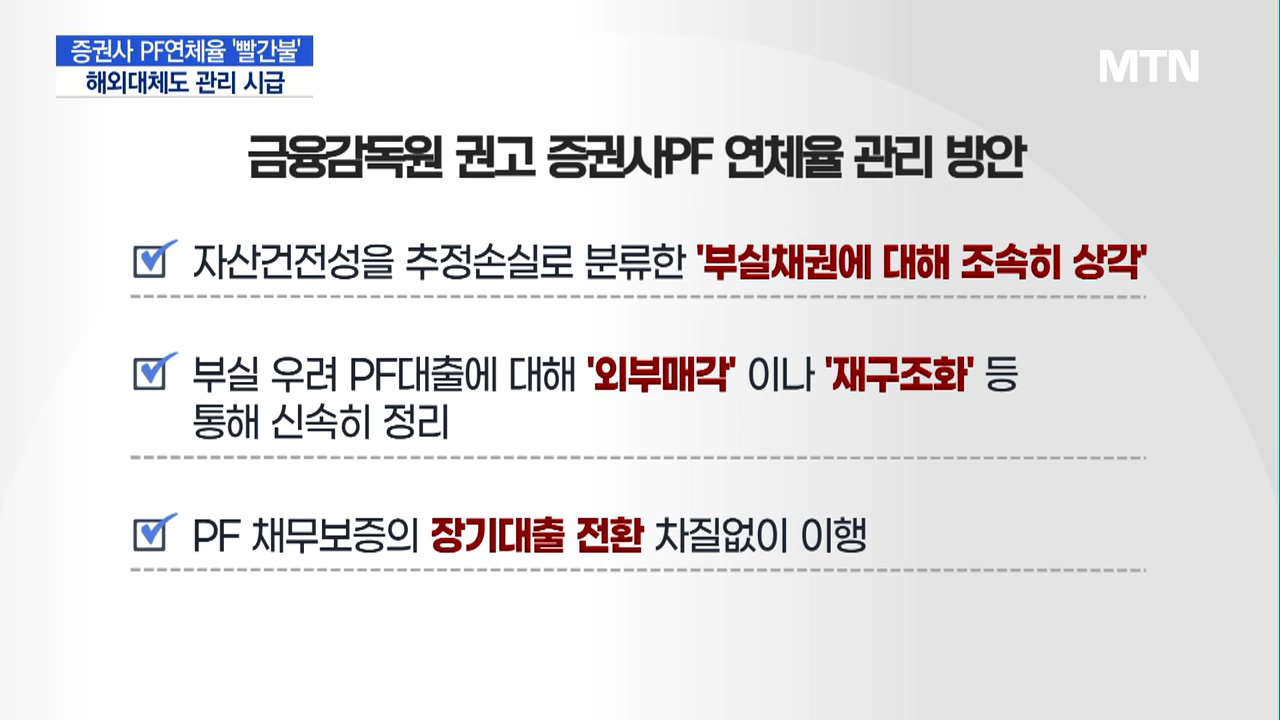 증권사 PF연체율 '빨간불'
해외대체도 관리 시급
MTN
금융감독원 권고 증권사PF 연체율 관리 방안
자산건전성을 추정손실로 분류한 '부실채권에 대해 조속히 상각'
부실 우려 PF대출에 대해 '외부매각' 이나 '재구조화' 등
통해 신속히 정리
PF 채무보증의 장기대출 전환 차질없이 이행